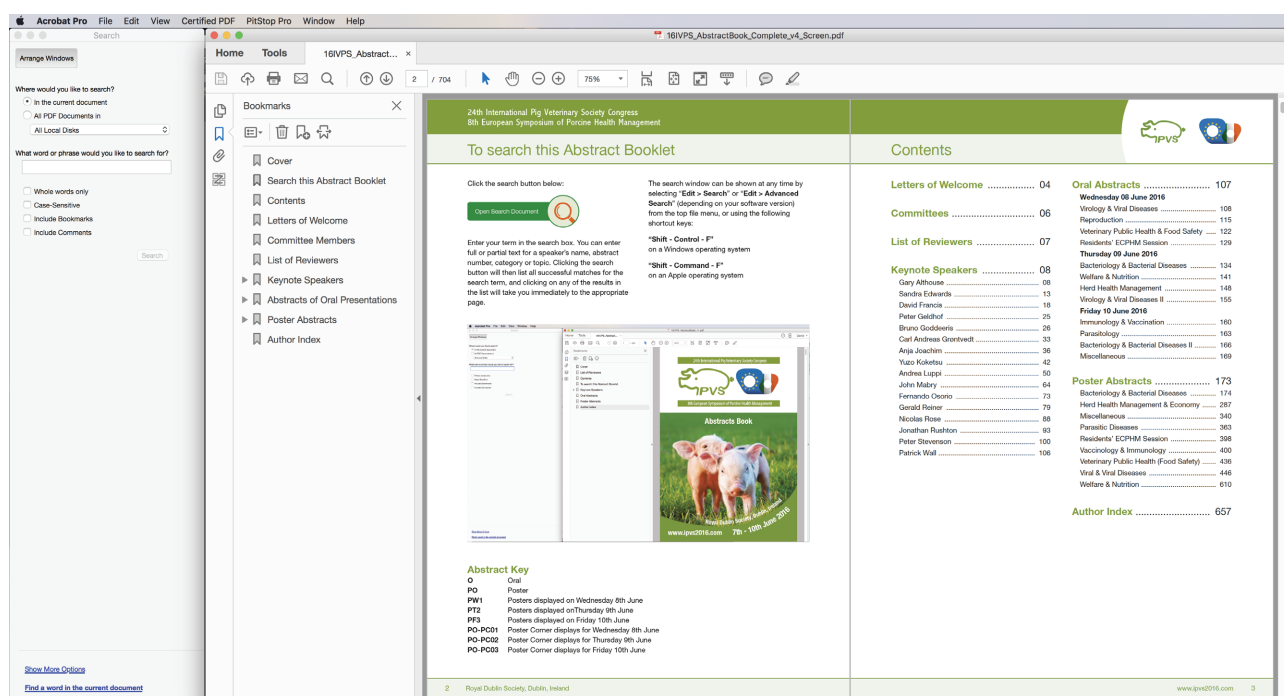 Acrobat Pro File Edit View Certified PDF PitStop Pro Window Help
Search
16IVPS_AbstractBook_Complete_v4_Screen.pdf
Arrange Windows
Where would you like to search?
In the current document
All PDF Documents in
All Local Disks
What word or phrase would you like to search for?
Whole words only
Case-Sensitive
Include Bookmarks
Include Comments
Search
Show More Options
Find a word in the current document
Home Tools 16IVPS_Abstract... ×
2 / 704 75%
Bookmarks
Cover
Search this Abstract Booklet
Contents
Letters of Welcome
Committee Members
List of Reviewers
Keynote Speakers
Abstracts of Oral Presentations
Poster Abstracts
Author Index
24th International Pig Veterinary Society Congress
8th European Symposium of Porcine Health Management
To search this Abstract Booklet
Click the search button below:
Open Search Document
Enter your term in the search box. You can enter
full or partial text for a speaker's name, abstract
number, category or topic. Clicking the search
button will then list all successful matches for the
search term, and clicking on any of the results in
the list will take you immediately to the appropriate
page.
The search window can be shown at any time by
selecting "Edit > Search" or "Edit > Advanced
Search" (depending on your software version)
from the top file menu, or using the following
shortcut keys:
"Shift - Control - F"
on a Windows operating system
"Shift - Command - F"
on an Apple operating system
24th International Pig Veterinary Society Congress
IPVS
8th European Symposium of Porcine Health Management
Abstracts Book
Royal Dublin Society, Dublin, Ireland
www.ipvs2016.com 7th - 10th June 2016
Abstract Key
O Oral
PO Poster
PW1 Posters displayed on Wednesday 8th June
PT2 Posters displayed onThursday 9th June
PF3 Posters displayed on Friday 10th June
PO-PC01 Poster Corner displays for Wednesday 8th June
PO-PC02 Poster Corner displays for Thursday 9th June
PO-PC03 Poster Corner displays for Friday 10th June
2 Royal Dublin Society, Dublin, Ireland
IPVS
Contents
Letters of Welcome .................. 04
Committees .................. 06
List of Reviewers .................. 07
Keynote Speakers .................. 08
Gary Althouse .................. 08
Sandra Edwards .................. 13
David Francis .................. 18
Peter Geldhof .................. 25
Bruno Goddeeris .................. 26
Carl Andreas Grøntvedt .................. 33
Anja Joachim .................. 36
Yuzo Koketsu .................. 42
Andrea Luppi .................. 50
John Mabry .................. 64
Fernando Osorio .................. 73
Gerald Reiner .................. 79
Nicolas Rose .................. 88
Jonathan Rushton .................. 93
Peter Stevenson .................. 100
Patrick Wall .................. 106
Oral Abstracts .................. 107
Wednesday 08 June 2016
Virology & Viral Diseases .................. 108
Reproduction .................. 115
Veterinary Public Health & Food Safety ..... 122
Residents' ECPHM Session .................. 129
Thursday 09 June 2016
Bacteriology & Bacterial Diseases .......... 134
Welfare & Nutrition .................. 141
Herd Health Management .................. 148
Virology & Viral Diseases II .................. 155
Friday 10 June 2016
Immunology & Vaccination .................. 160
Parasitology .................. 163
Bacteriology & Bacterial Diseases II ........ 166
Miscellaneous .................. 169
Poster Abstracts .................. 173
Bacteriology & Bacterial Diseases .......... 174
Herd Health Management & Economy .... 287
Miscellaneous .................. 340
Parasitic Diseases .................. 363
Residents' ECPHM Session .................. 398
Vaccinology & Immunology .................. 400
Veterinary Public Health (Food Safety) ...... 436
Viral & Viral Diseases .................. 446
Welfare & Nutrition .................. 610
Author Index .................. 657
www.ipvs2016.com 3